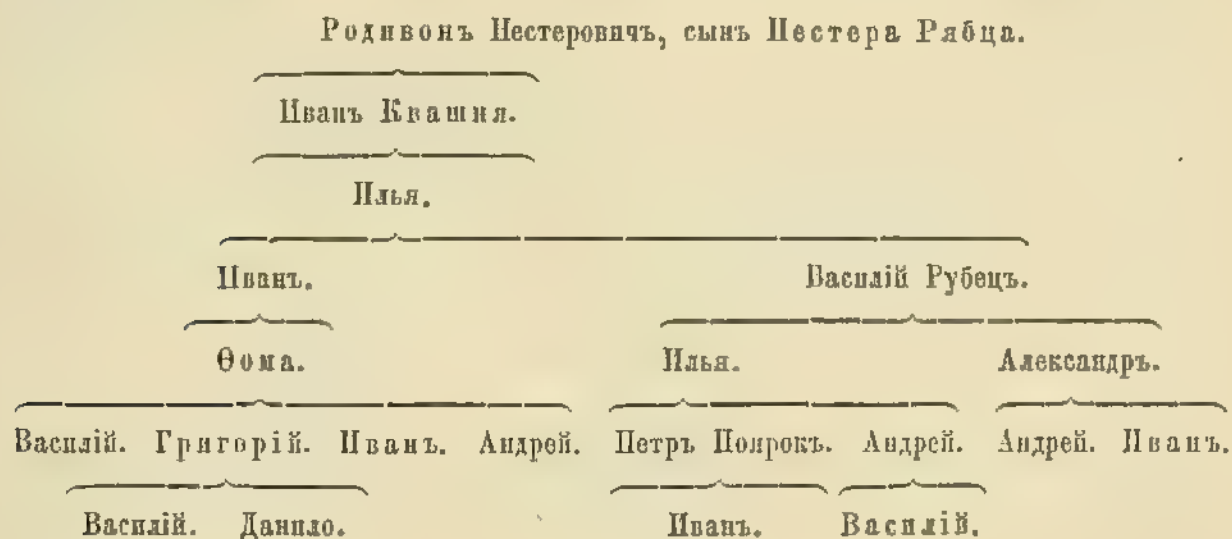 Родивонъ Нестеровичъ, сынъ Нестера Рябца.
Иванъ Квашня.
Илья.
Иванъ. Василій Рубецъ.
Ѳома. Илья. Александръ.
Василій. Григорій. Иванъ. Андрей. Петръ Поярокъ. Андрей. Андрей. Иванъ.
Василій. Данило. Иванъ. Василій.